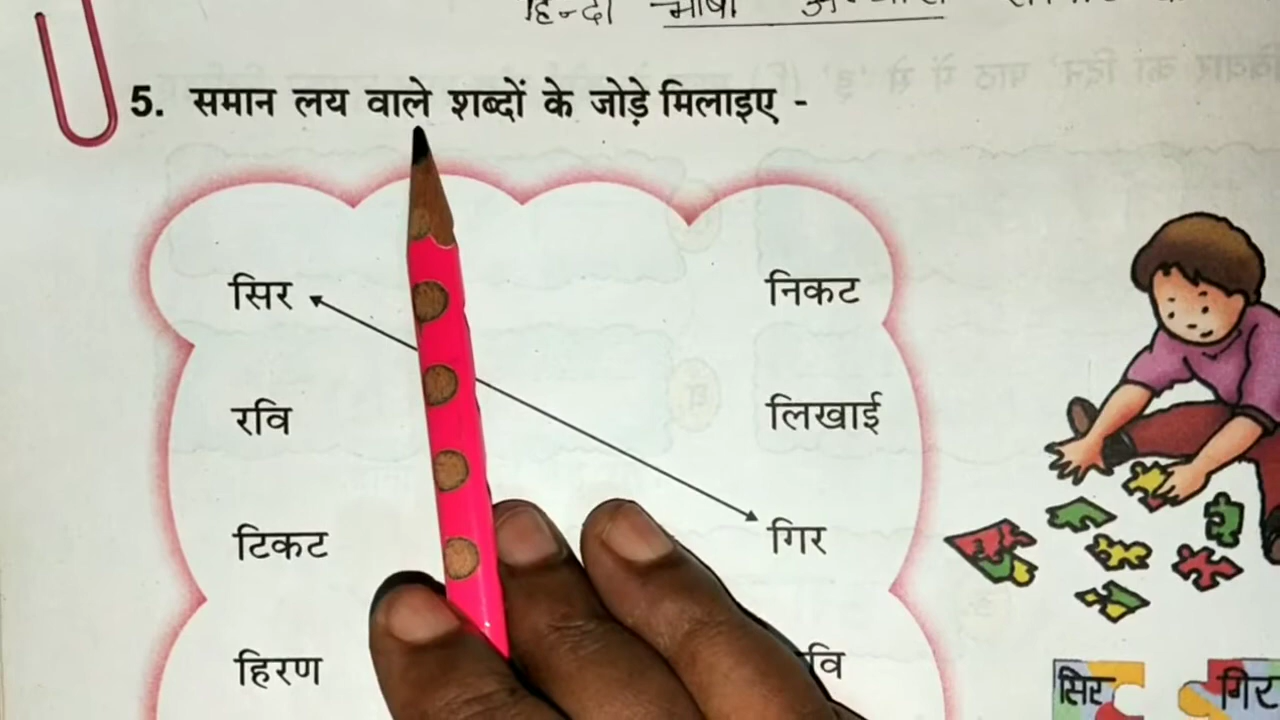 हिन्दी भाषा
5. समान लय वाले शब्दों के जोड़े मिलाइए -
सिर निकट
रवि लिखाई
टिकट गिर
हिरण वि
सिर गिर